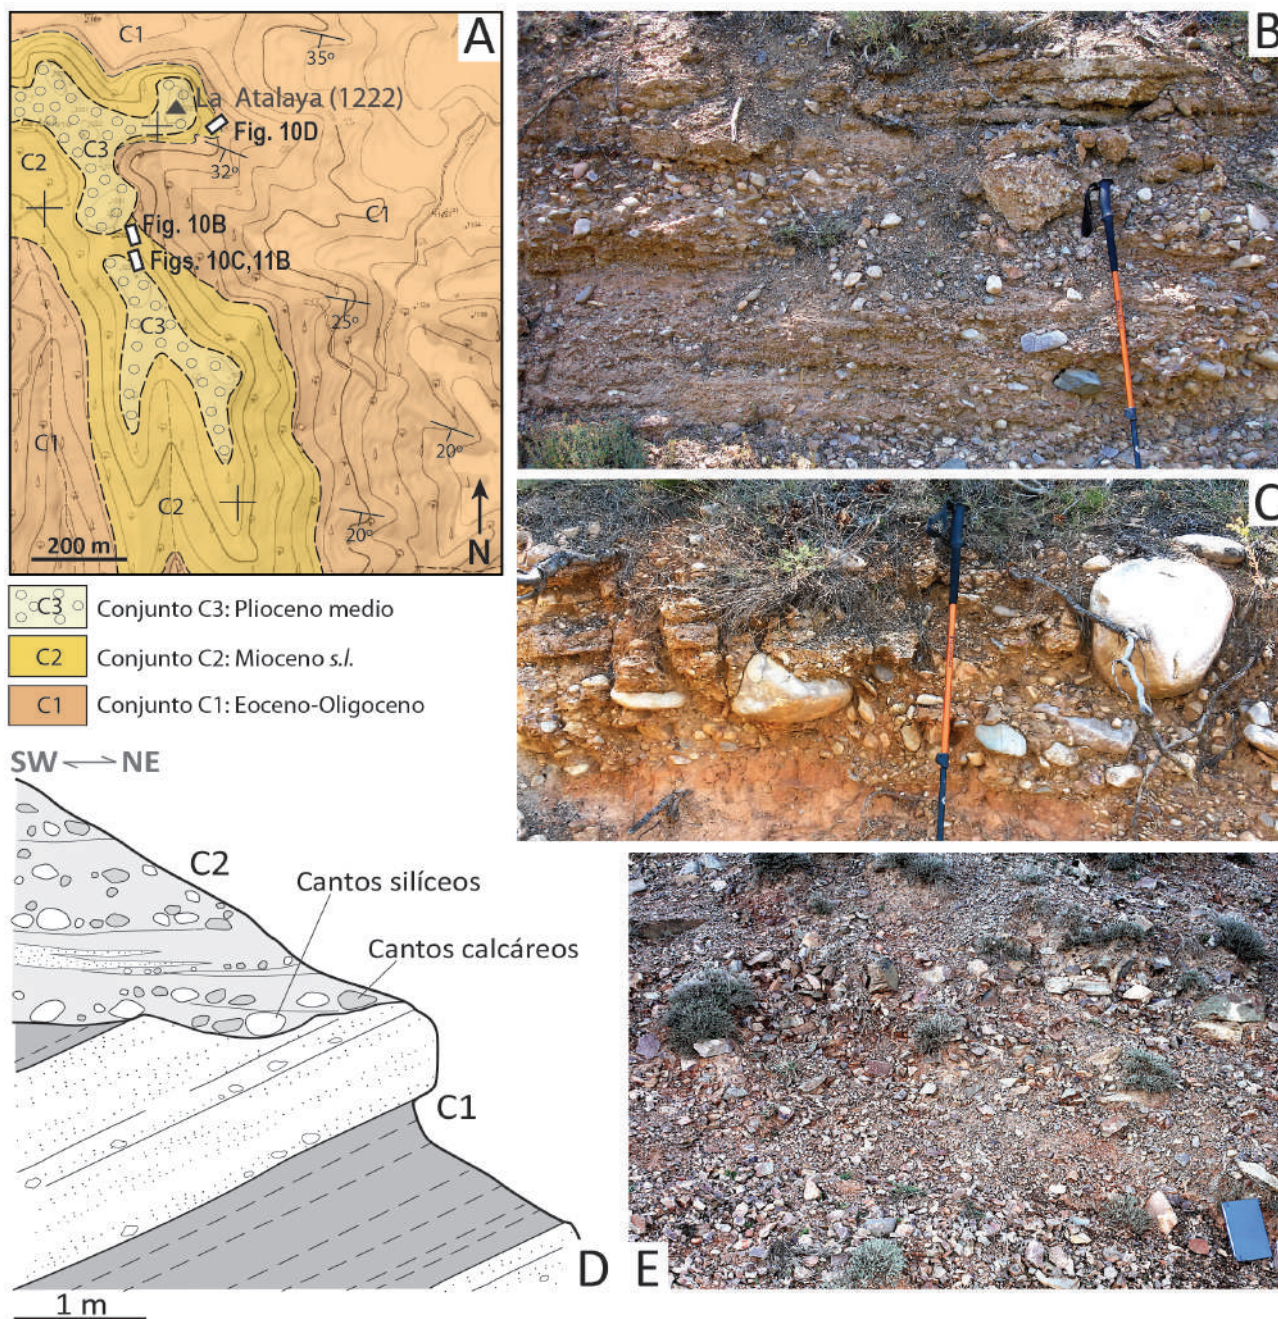 A
C1
35º
La Atalaya (1222)
Fig. 10D
C2
C3
32º
C1
Fig. 10B
Figs. 10C,11B
25º
C3
C1
20º
C2
20º
200 m
N
C3 Conjunto C3: Plioceno medio
C2 Conjunto C2: Mioceno s.l.
C1 Conjunto C1: Eoceno-Oligoceno
B
C
SW NE
C2
Cantos silíceos
Cantos calcáreos
C1
D
1 m
E